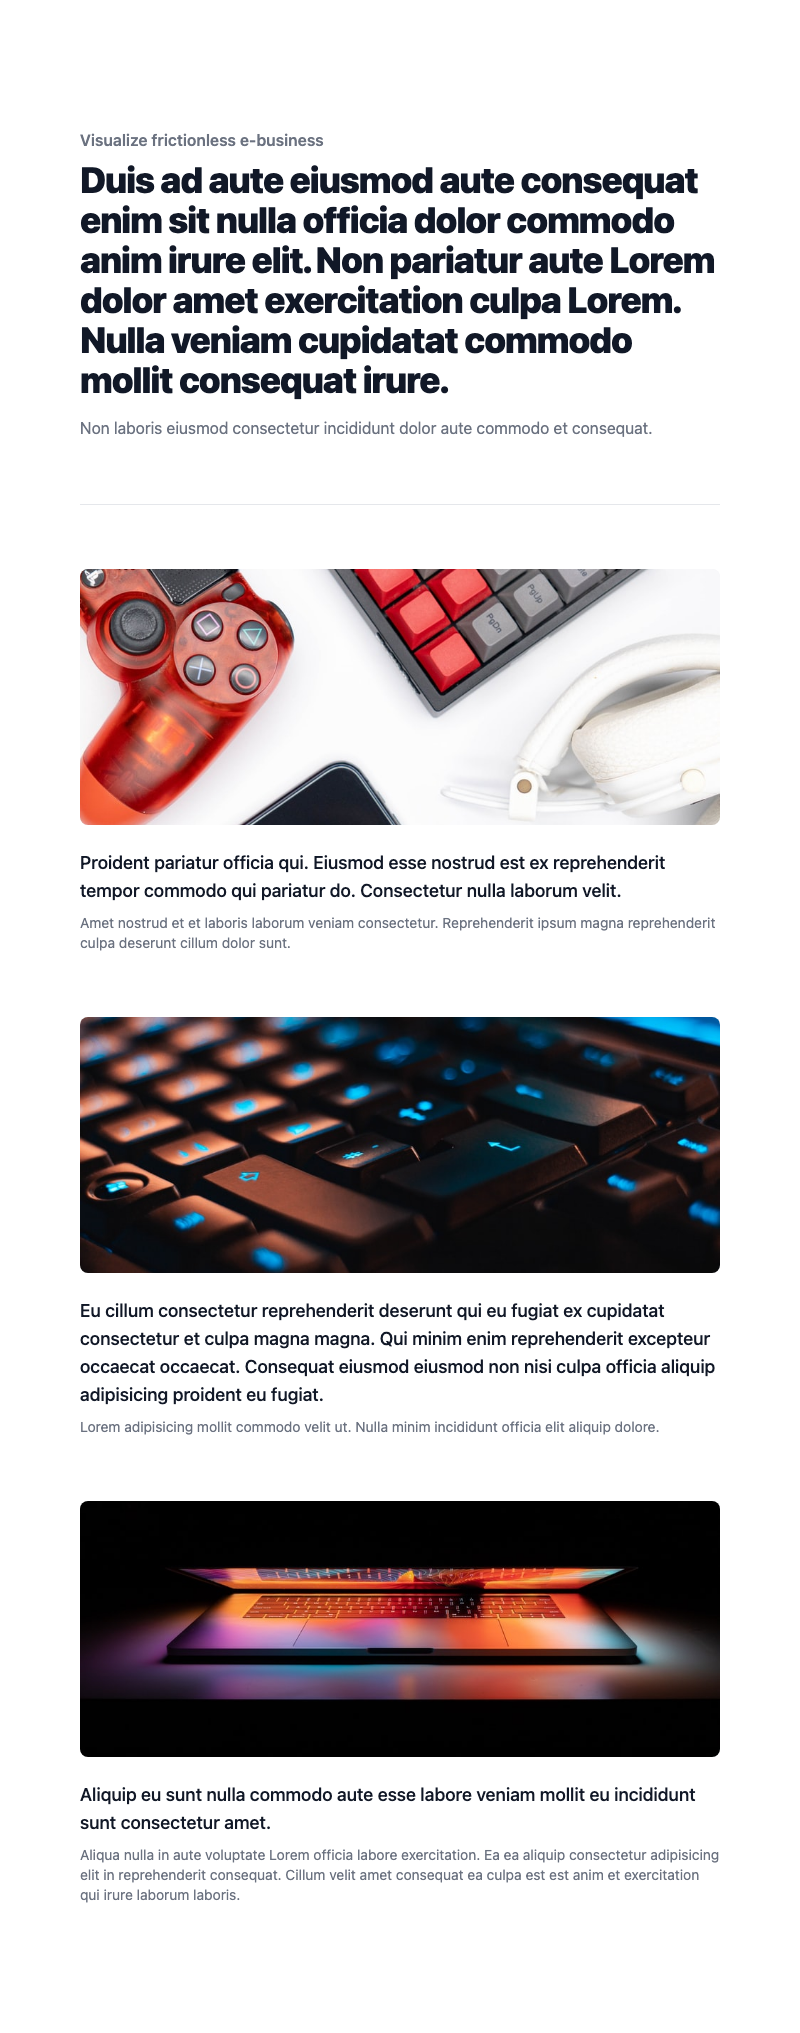 Visualize frictionless e-business
Duis ad aute eiusmod aute consequat
enim sit nulla officia dolor commodo
anim irure elit. Non pariatur aute Lorem
dolor amet exercitation culpa Lorem.
Nulla veniam cupidatat commodo
mollit consequat irure.
Non laboris eiusmod consectetur incididunt dolor aute commodo et consequat.
PgUp
PgDn
Proident pariatur officia qui. Eiusmod esse nostrud est ex reprehenderit
tempor commodo qui pariatur do. Consectetur nulla laborum velit.
Amet nostrud et et laboris laborum veniam consectetur. Reprehenderit ipsum magna reprehenderit
culpa deserunt cillum dolor sunt.
Eu cillum consectetur reprehenderit deserunt qui eu fugiat ex cupidatat
consectetur et culpa magna magna. Qui minim enim reprehenderit excepteur
occaecat occaecat. Consequat eiusmod eiusmod non nisi culpa officia aliquip
adipisicing proident eu fugiat.
Lorem adipisicing mollit commodo velit ut. Nulla minim incididunt officia elit aliquip dolore.
Aliquip eu sunt nulla commodo aute esse labore veniam mollit eu incididunt
sunt consectetur amet.
Aliqua nulla in aute voluptate Lorem officia labore exercitation. Ea ea aliquip consectetur adipisicing
elit in reprehenderit consequat. Cillum velit amet consequat ea culpa est est anim et exercitation
qui irure laborum laboris.